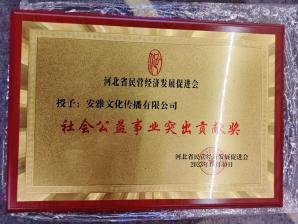 河北省民营经济发展促进会
授予：安雅文化传播有限公司
社会公益事业突出贡献奖
河北省民营经济发展促进会